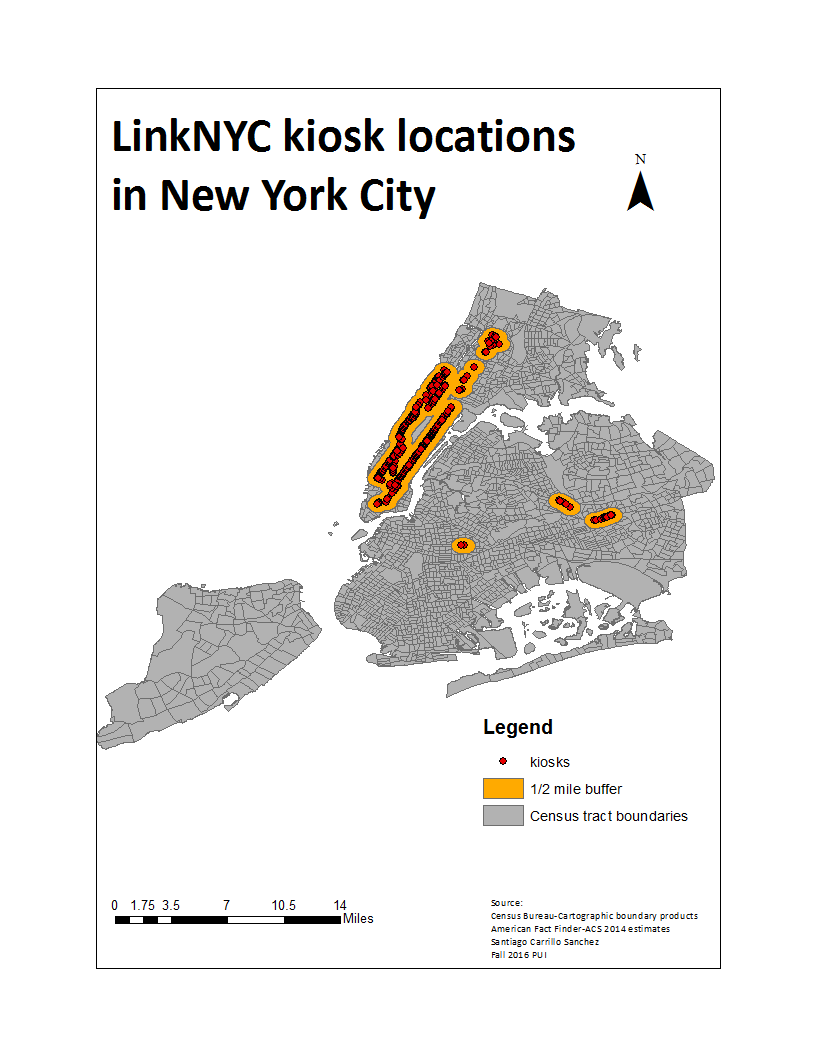 LinkNYC kiosk locations
in New York City
N
Legend
kiosks
1/2 mile buffer
Census tract boundaries
0 1.75 3.5 7 10.5 14
Miles
Source:
Census Bureau-Cartographic boundary products
American Fact Finder-ACS 2014 estimates
Santiago Carrillo Sanchez
Fall 2016 PUI